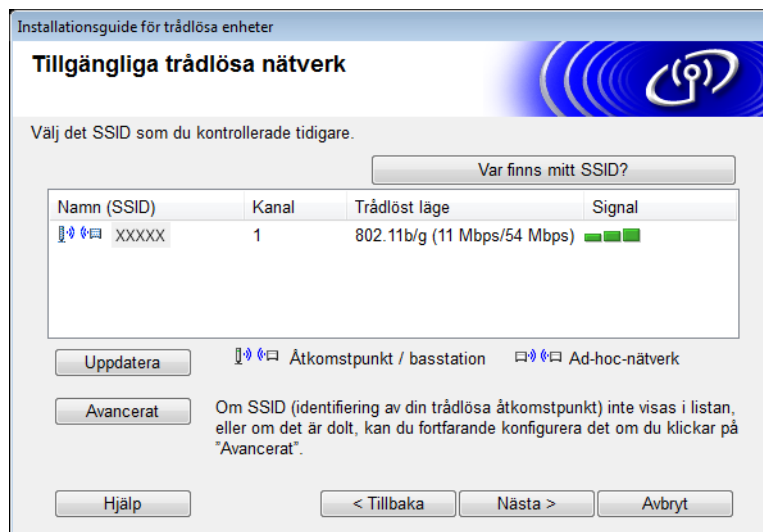 Installationsguide för trådlösa enheter
Tillgängliga trådlösa nätverk
Välj det SSID som du kontrollerade tidigare.
Var finns mitt SSID?
Namn (SSID) Kanal Trådlöst läge Signal
XXXXX 1 802.11b/g (11 Mbps/54 Mbps)
Uppdatera Åtkomstpunkt / basstation Ad-hoc-nätverk
Avancerat
Om SSID (identifiering av din trådlösa åtkomstpunkt) inte visas i listan,
eller om det är dolt, kan du fortfarande konfigurera det om du klickar på
”Avancerat”.
Hjälp < Tillbaka Nästa > Avbryt